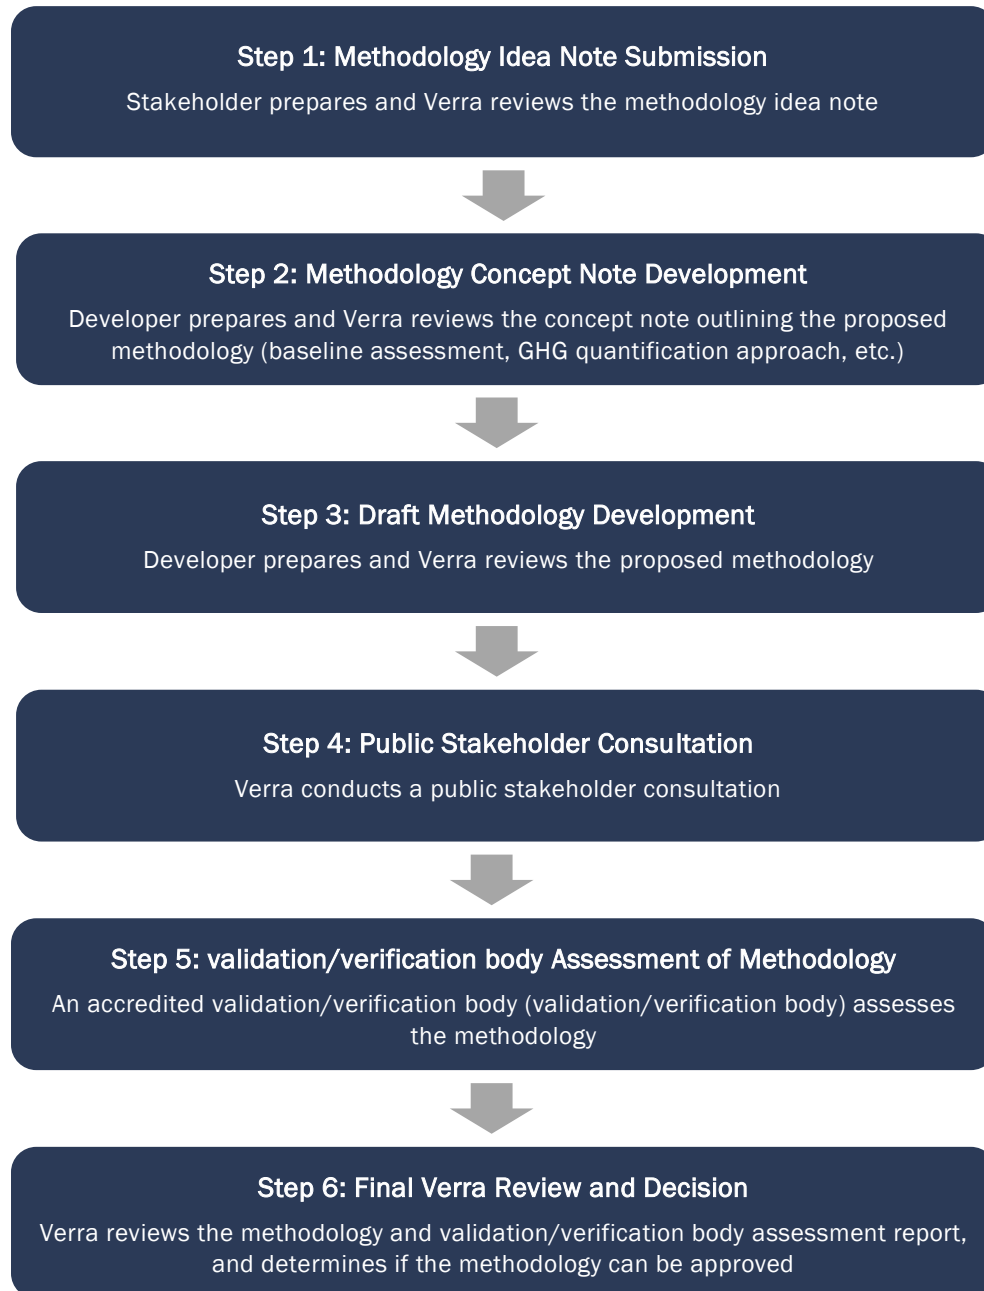 Step 1: Methodology Idea Note Submission
Stakeholder prepares and Verra reviews the methodology idea note
Step 2: Methodology Concept Note Development
Developer prepares and Verra reviews the concept note outlining the proposed
methodology (baseline assessment, GHG quantification approach, etc.)
Step 3: Draft Methodology Development
Developer prepares and Verra reviews the proposed methodology
Step 4: Public Stakeholder Consultation
Verra conducts a public stakeholder consultation
Step 5: validation/verification body Assessment of Methodology
An accredited validation/verification body (validation/verification body) assesses
the methodology
Step 6: Final Verra Review and Decision
Verra reviews the methodology and validation/verification body assessment report,
and determines if the methodology can be approved